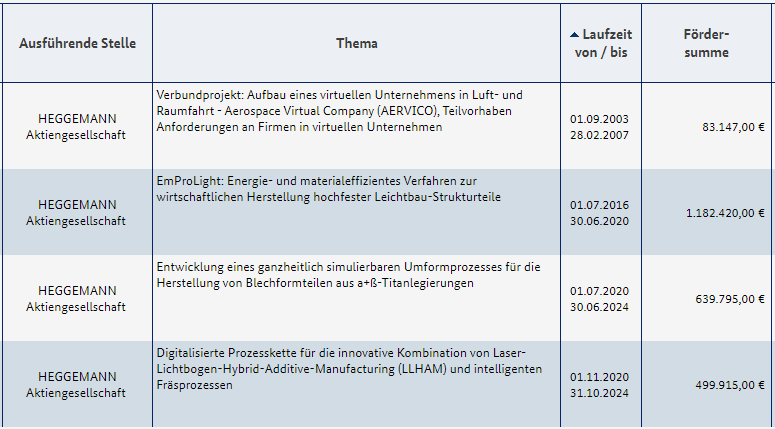 Ausführende Stelle
Thema
Laufzeit
von / bis
Förder-
summe
HEGGEMANN
Aktiengesellschaft
Verbundprojekt: Aufbau eines virtuellen Unternehmens in Luft- und
Raumfahrt - Aerospace Virtual Company (AERVICO), Teilvorhaben
Anforderungen an Firmen in virtuellen Unternehmen
01.09.2003
28.02.2007
83.147,00 €
HEGGEMANN
Aktiengesellschaft
EmProLight: Energie- und materialeffizientes Verfahren zur
wirtschaftlichen Herstellung hochfester Leichtbau-Strukturteile
01.07.2016
30.06.2020
1.182.420,00 €
HEGGEMANN
Aktiengesellschaft
Entwicklung eines ganzheitlich simulierbaren Umformprozesses für die
Herstellung von Blechformteilen aus a+ß-Titanlegierungen
01.07.2020
30.06.2024
639.795,00 €
HEGGEMANN
Aktiengesellschaft
Digitalisierte Prozesskette für die innovative Kombination von Laser-
Lichtbogen-Hybrid-Additive-Manufacturing (LLHAM) und intelligenten
Fräsprozessen
01.11.2020
31.10.2024
499.915,00 €